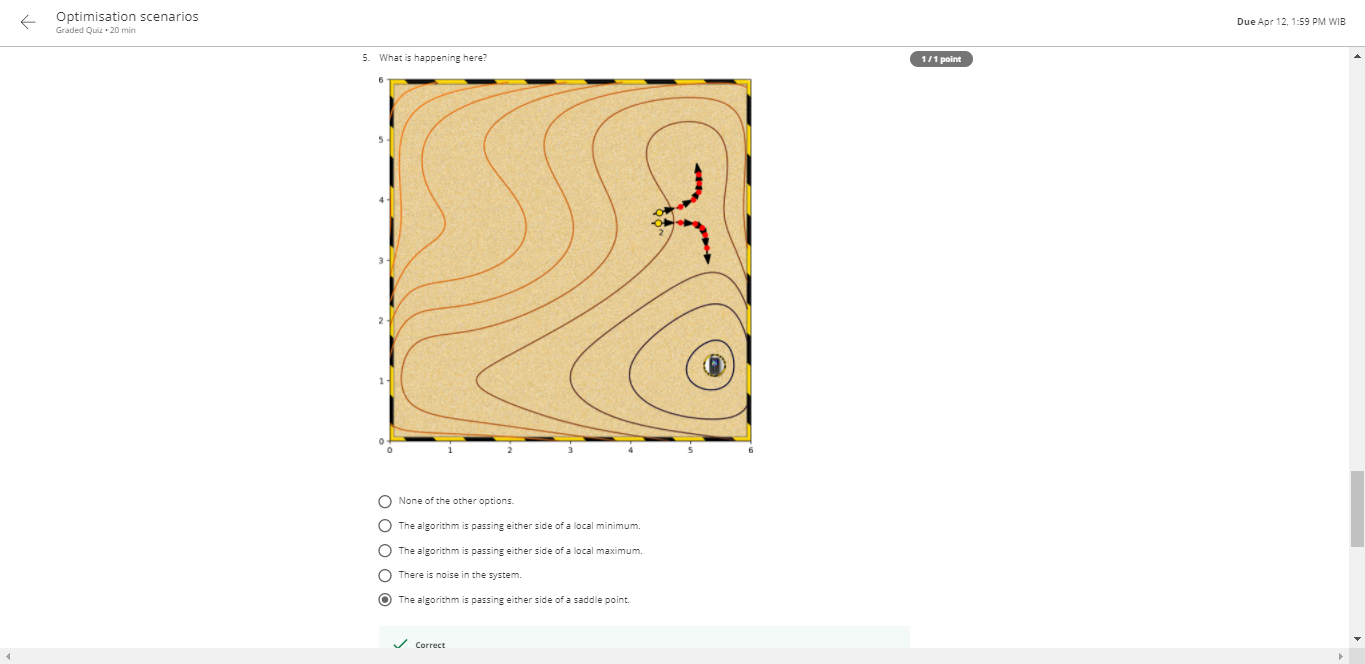 Optimisation scenarios
Graded Quiz • 20 min
Due Apr 12, 1:59 PM WIB
5. What is happening here?
1 / 1 point
6
5
4
3
2
1
0
2
0 1 2 3 4 5 6
None of the other options.
The algorithm is passing either side of a local minimum.
The algorithm is passing either side of a local maximum.
There is noise in the system.
The algorithm is passing either side of a saddle point.
Correct